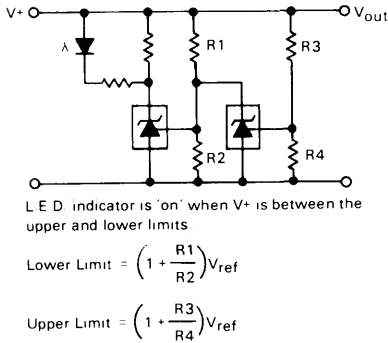 V+
Vout
λ
R1
R3
R2
R4
L.E.D. indicator is 'on' when V+ is between the
upper and lower limits
Lower Limit = (1 + R1/R2)Vref
Upper Limit = (1 + R3/R4)Vref